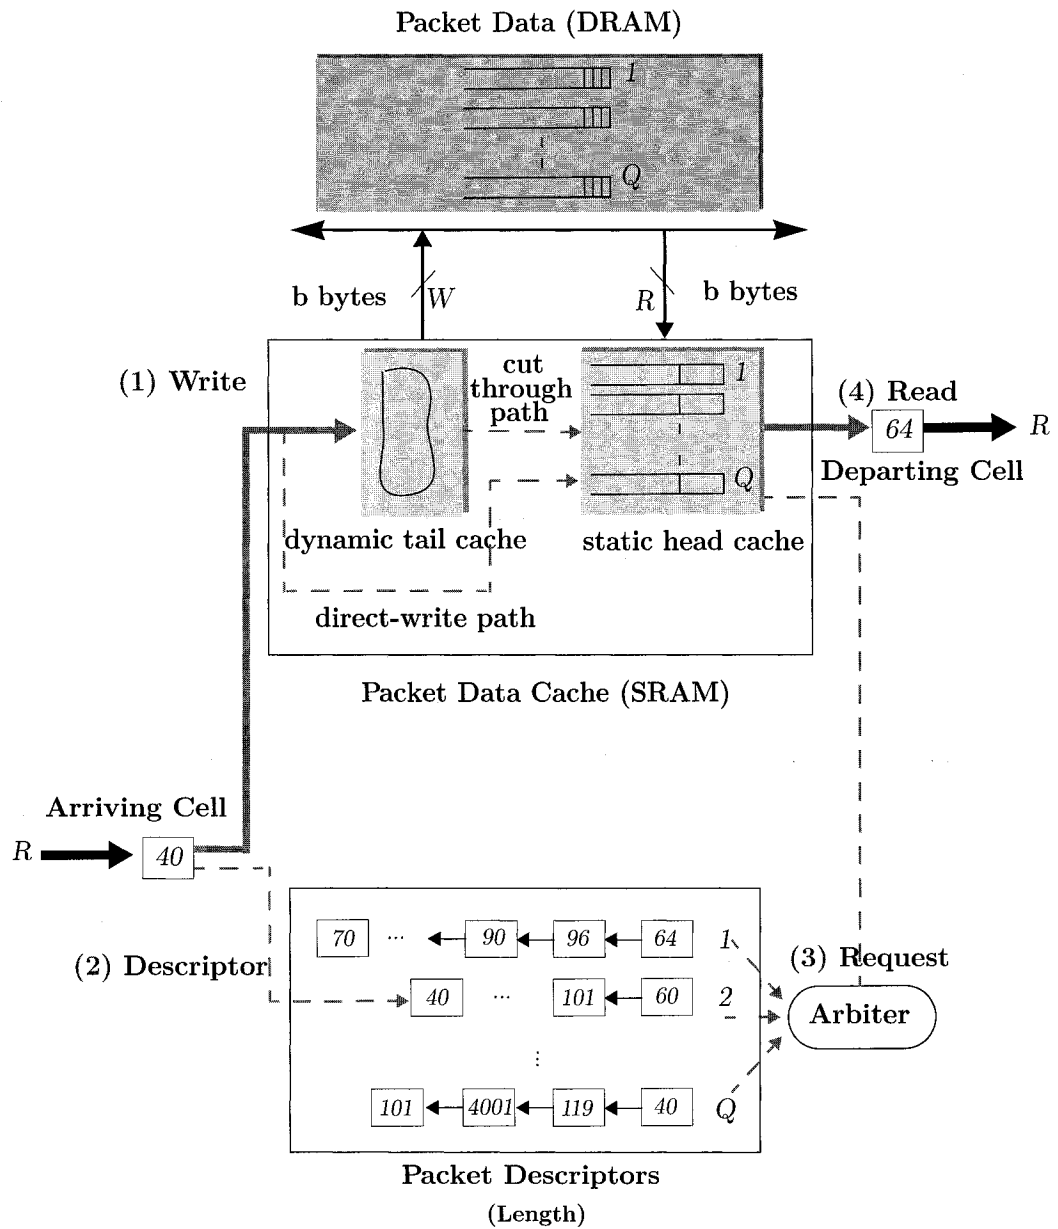 Packet Data (DRAM)
1
Q
b bytes
W
R
b bytes
(1) Write
cut
through
path
1
Q
(4) Read
64
R
Departing Cell
dynamic tail cache
static head cache
direct-write path
Packet Data Cache (SRAM)
Arriving Cell
R
40
(2) Descriptor
70 ... 90 96 64 1
40 ... 101 60 2
⋮
101 4001 119 40 Q
(3) Request
Arbiter
Packet Descriptors
(Length)